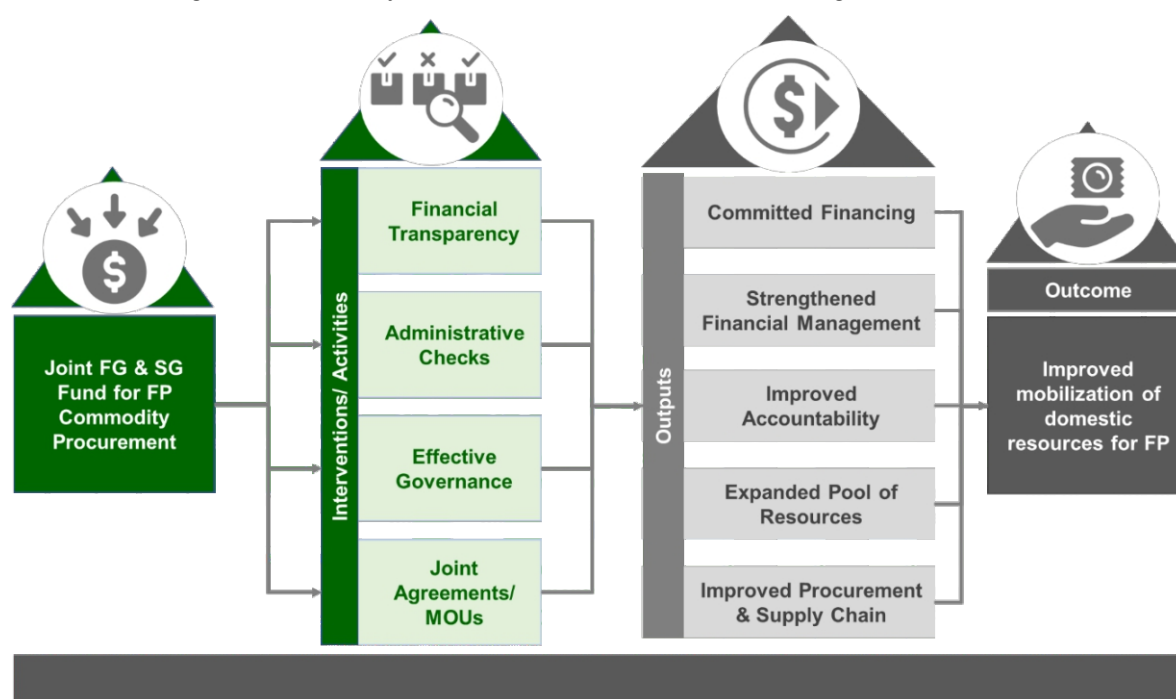 Joint FG & SG
Fund for FP
Commodity
Procurement
Interventions/ Activities
Financial
Transparency
Administrative
Checks
Effective
Governance
Joint
Agreements/
MOUs
Outputs
Committed Financing
Strengthened
Financial Management
Improved
Accountability
Expanded Pool of
Resources
Improved Procurement
& Supply Chain
Outcome
Improved
mobilization of
domestic
resources for FP